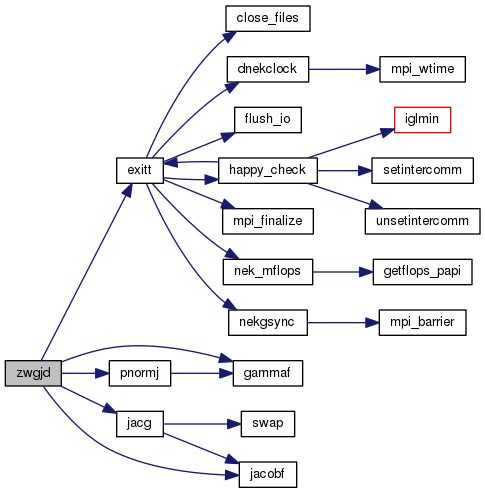 close_files
dnekclock
mpi_wtime
flush_io
iglmin
exitt
happy_check
setintercomm
mpi_finalize
unsetintercomm
nek_mflops
getflops_papi
nekgsync
mpi_barrier
zwgjd
pnormj
gammaf
jacg
swap
jacobf